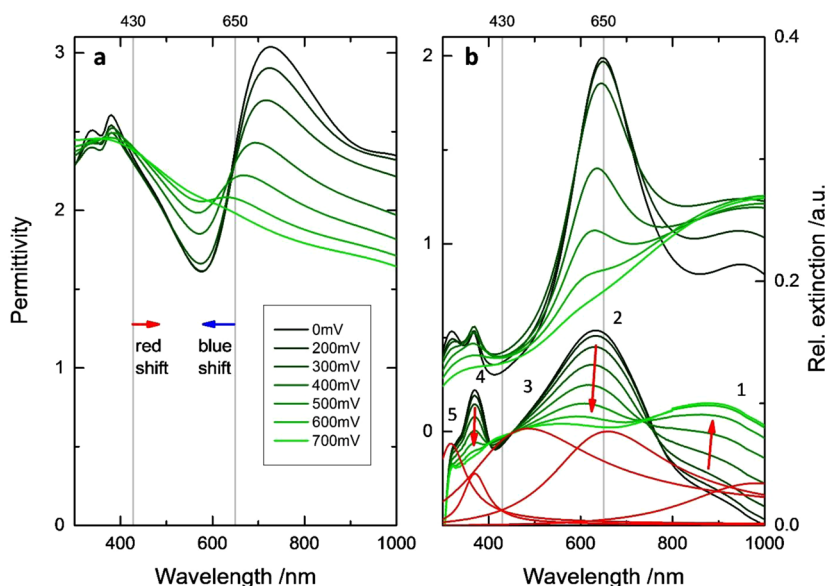 430 650
430 650
a
b
3
2
1
0
Permittivity
red shift
blue shift
0mV
200mV
300mV
400mV
500mV
600mV
700mV
400 600 800 1000
Wavelength /nm
2
1
0
5
4
3
2
1
0.4
0.2
0.0
Rel. extinction /a.u.
400 600 800 1000
Wavelength /nm